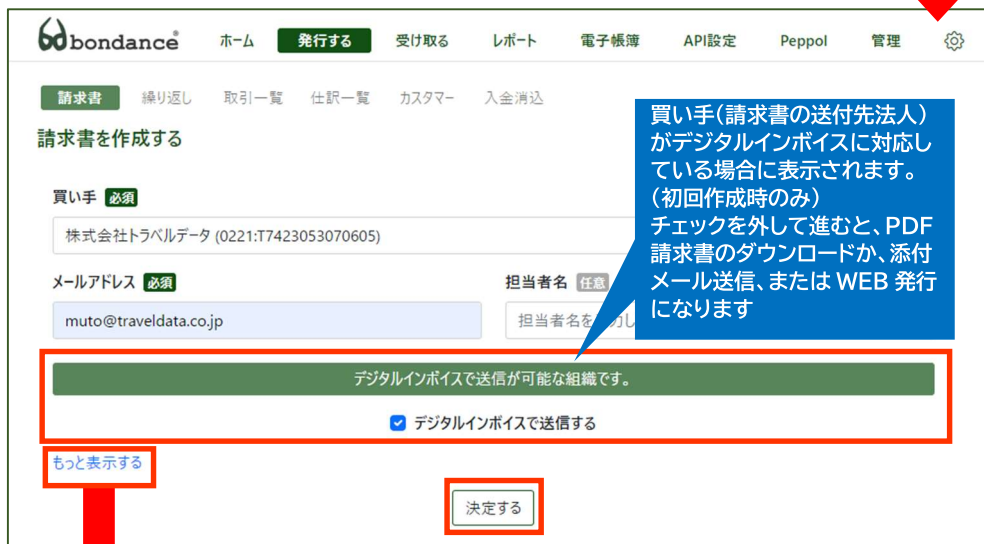 bondance
ホーム 発行する 受け取る レポート 電子帳簿 API設定 Peppol 管理
請求書 繰り返し 取引一覧 仕訳一覧 カスタマー 入金消込
請求書を作成する
買い手(請求書の送付先法人)
がデジタルインボイスに対応し
ている場合に表示されます。
(初回作成時のみ)
チェックを外して進むと、PDF
請求書のダウンロードか、添付
メール送信、または WEB 発行
になります
買い手 必須
株式会社トラベルデータ (0221:T7423053070605)
メールアドレス 必須
担当者名 任意
muto@traveldata.co.jp
担当者名を
デジタルインボイスで送信が可能な組織です。
デジタルインボイスで送信する
もっと表示する
決定する